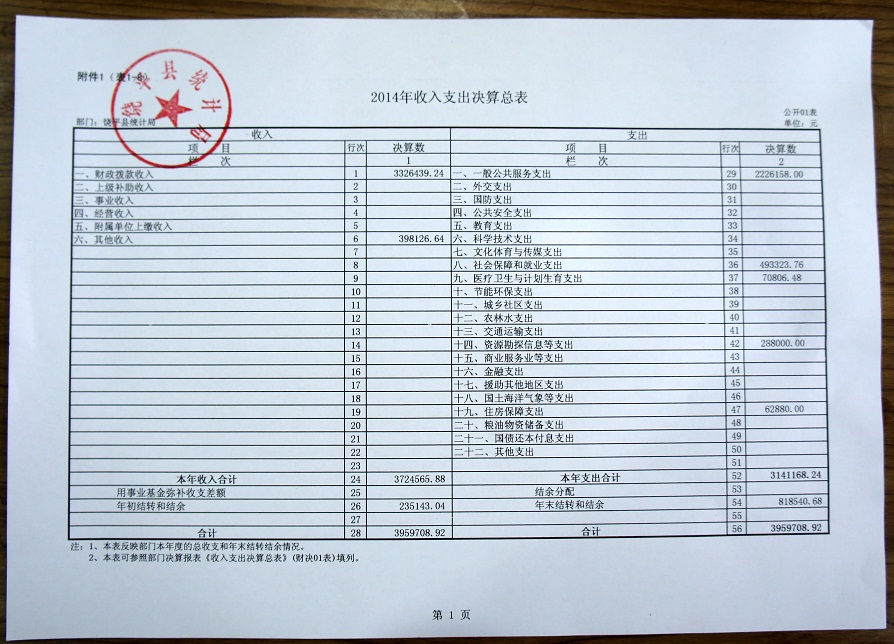 附件1(表1-6)
饶平县统计局
2014年收入支出决算总表
公开01表
部门:饶平县统计局 单位:元
收入 支出
项 目 行次 决算数 项 目 行次 决算数
栏 次 1 栏 次 2
一、财政拨款收入 1 3326439.24 一、一般公共服务支出 29 2226158.00
二、上级补助收入 2 二、外交支出 30
三、事业收入 3 三、国防支出 31
四、经营收入 4 四、公共安全支出 32
五、附属单位上缴收入 5 五、教育支出 33
六、其他收入 6 398126.64 六、科学技术支出 34
7 七、文化体育与传媒支出 35
8 八、社会保障和就业支出 36 493323.76
9 九、医疗卫生与计划生育支出 37 70806.48
10 十、节能环保支出 38
11 十一、城乡社区支出 39
12 十二、农林水支出 40
13 十三、交通运输支出 41
14 十四、资源勘探信息等支出 42 288000.00
15 十五、商业服务业等支出 43
16 十六、金融支出 44
17 十七、援助其他地区支出 45
18 十八、国土海洋气象等支出 46
19 十九、住房保障支出 47 62880.00
20 二十、粮油物资储备支出 48
21 二十一、国债还本付息支出 49
22 二十二、其他支出 50
23 51
本年收入合计 24 3724565.88 本年支出合计 52 3141168.24
用事业基金弥补收支差额 25 结余分配 53
年初结转和结余 26 235143.04 年末结转和结余 54 818540.68
27 55
合计 28 3959708.92 合计 56 3959708.92
注:1、本表反映部门本年度的总收支和年末结转结余情况。
2、本表可参照部门决算报表《收入支出决算总表》(财决01表)填列。
第 1 页